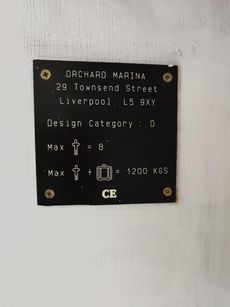 ORCHARD MARINA
29 Townsend Street
Liverpool. L5 9XY
Design Category : D
Max = 8
Max + = 1200 KGS
CE